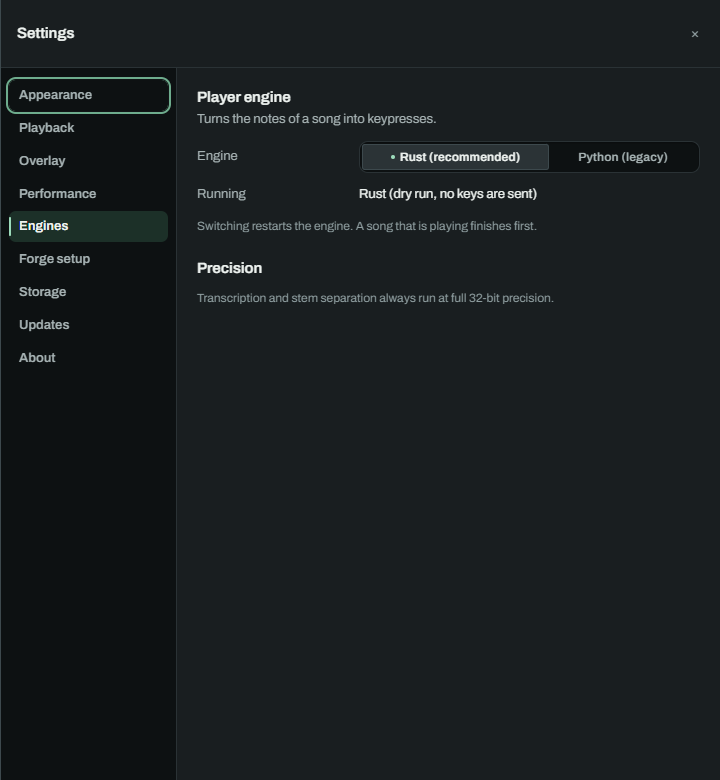 Settings
×
Appearance
Playback
Overlay
Performance
Engines
Forge setup
Storage
Updates
About
Player engine
Turns the notes of a song into keypresses.
Engine
Rust (recommended)
Python (legacy)
Running
Rust (dry run, no keys are sent)
Switching restarts the engine. A song that is playing finishes first.
Precision
Transcription and stem separation always run at full 32-bit precision.